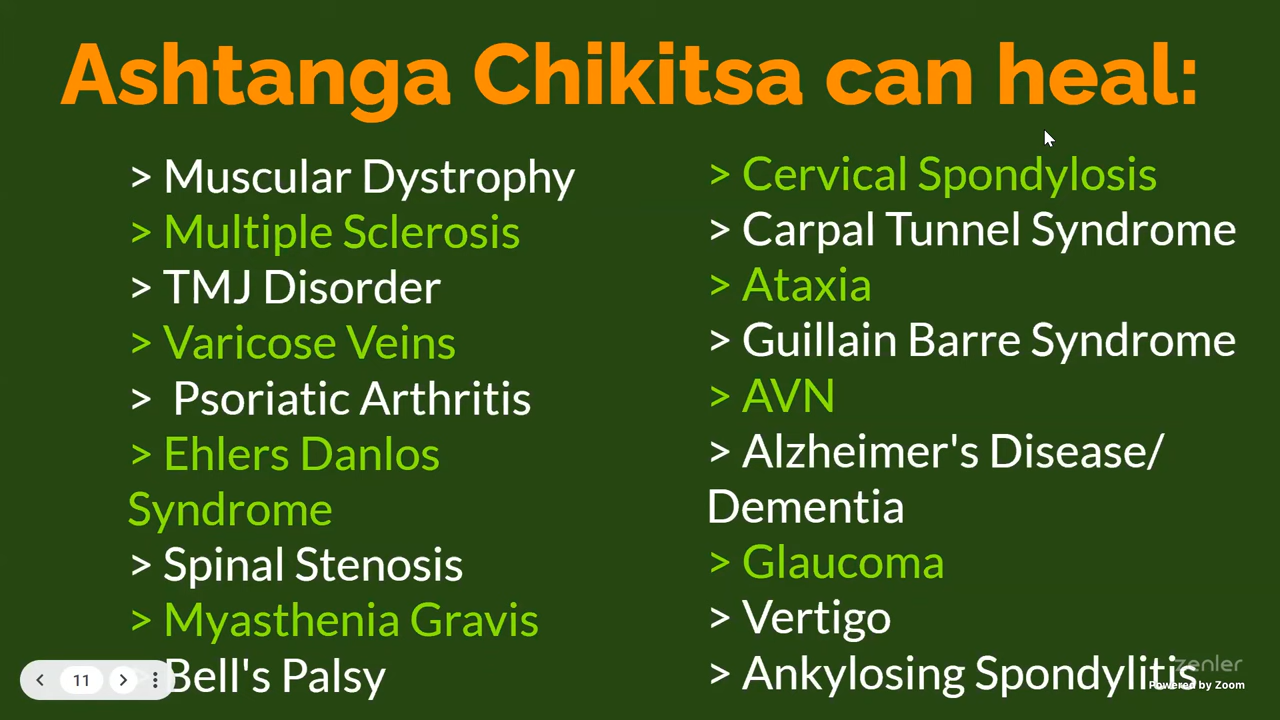 Ashtanga Chikitsa can heal:
> Muscular Dystrophy
> Multiple Sclerosis
> TMJ Disorder
> Varicose Veins
> Psoriatic Arthritis
> Ehlers Danlos
Syndrome
> Spinal Stenosis
> Myasthenia Gravis
Bell's Palsy
> Cervical Spondylosis
> Carpal Tunnel Syndrome
> Ataxia
> Guillain Barre Syndrome
> AVN
> Alzheimer's Disease/
Dementia
> Glaucoma
> Vertigo
> Ankylosing Spondylitis
11
zenler
Powered by Zoom